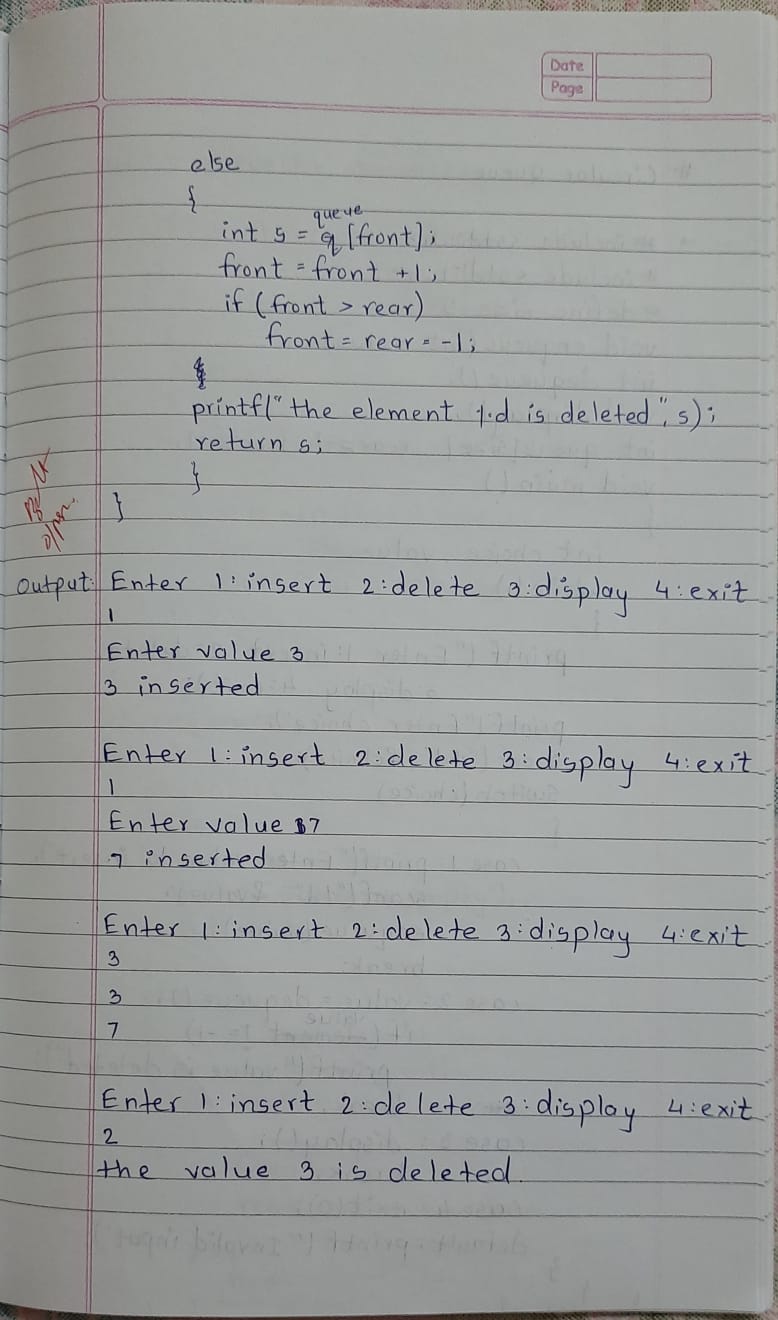 Date
Page
else
{
queue
int s = q [front];
front = front +1;
if (front > rear)
front = rear = -1;
printf("the element %d is deleted", s);
return s;
}
}
Output: Enter 1: insert 2:delete 3:display 4:exit
1
Enter value 3
3 inserted
Enter 1: insert 2:delete 3:display 4:exit
1
Enter value 7
7 inserted
Enter 1: insert 2:delete 3:display 4:exit
3
3
7
Enter 1: insert 2:delete 3:display 4:exit
2
the value 3 is deleted.